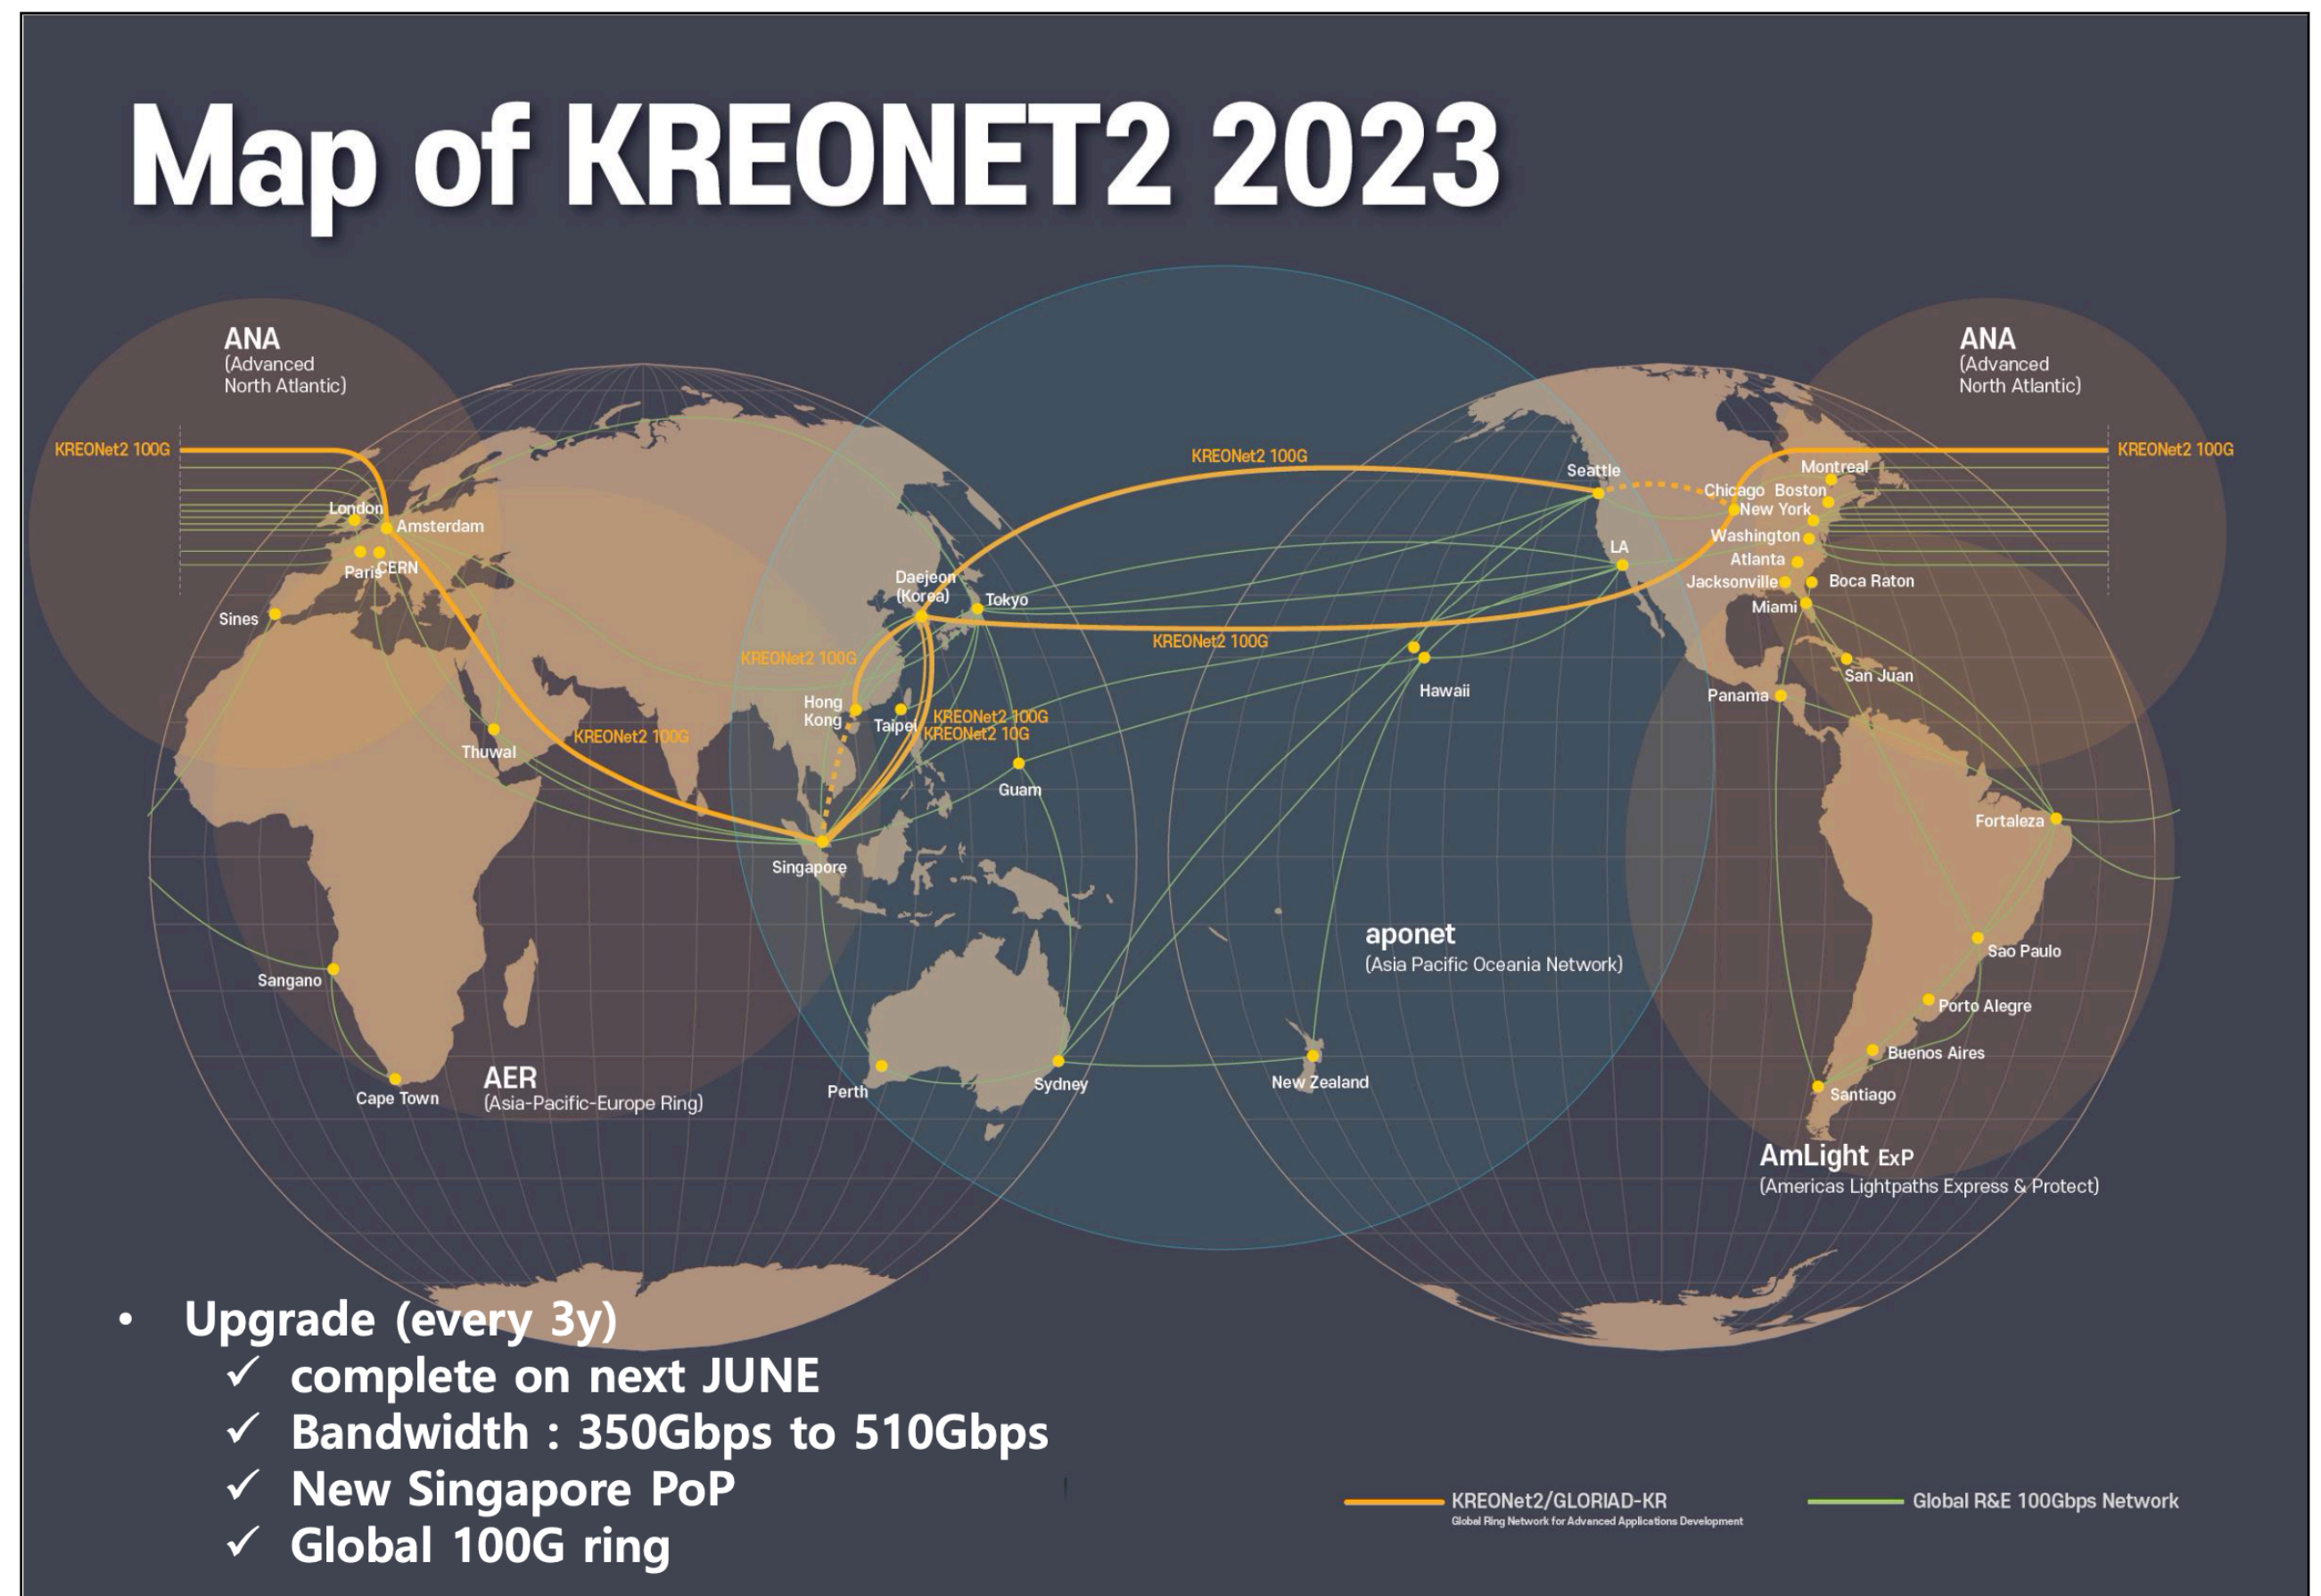 Map of KREONET2 2023
ANA
(Advanced
North Atlantic)
ANA
(Advanced
North Atlantic)
KREONet2 100G
KREONet2 100G
KREONet2 100G
Seattle
Montreal
Chicago
Boston
New York
London
Amsterdam
Washington
LA
Atlanta
Paris
CERN
Daejeon
(Korea)
Tokyo
Jacksonville
Boca Raton
Miami
Sines
KREONet2 100G
KREONet2 100G
San Juan
Hawaii
Panama
Hong
Kong
Taipei
KREONet2 100G
KREONet2 10G
KREONet2 100G
Thuwal
Guam
Fortaleza
Singapore
aponet
(Asia Pacific Oceania Network)
Sao Paulo
Sangano
Porto Alegre
Buenos Aires
AER
(Asia-Pacific-Europe Ring)
Cape Town
Perth
Sydney
New Zealand
Santiago
AmLight ExP
(Americas Lightpaths Express & Protect)
• Upgrade (every 3y)
✓ complete on next JUNE
✓ Bandwidth : 350Gbps to 510Gbps
✓ New Singapore PoP
✓ Global 100G ring
KREONet2/GLORIAD-KR
Global Ring Network for Advanced Applications Development
Global R&E 100Gbps Network